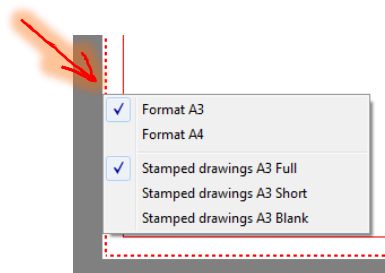 Format A3
Format A4
Stamped drawings A3 Full
Stamped drawings A3 Short
Stamped drawings A3 Blank